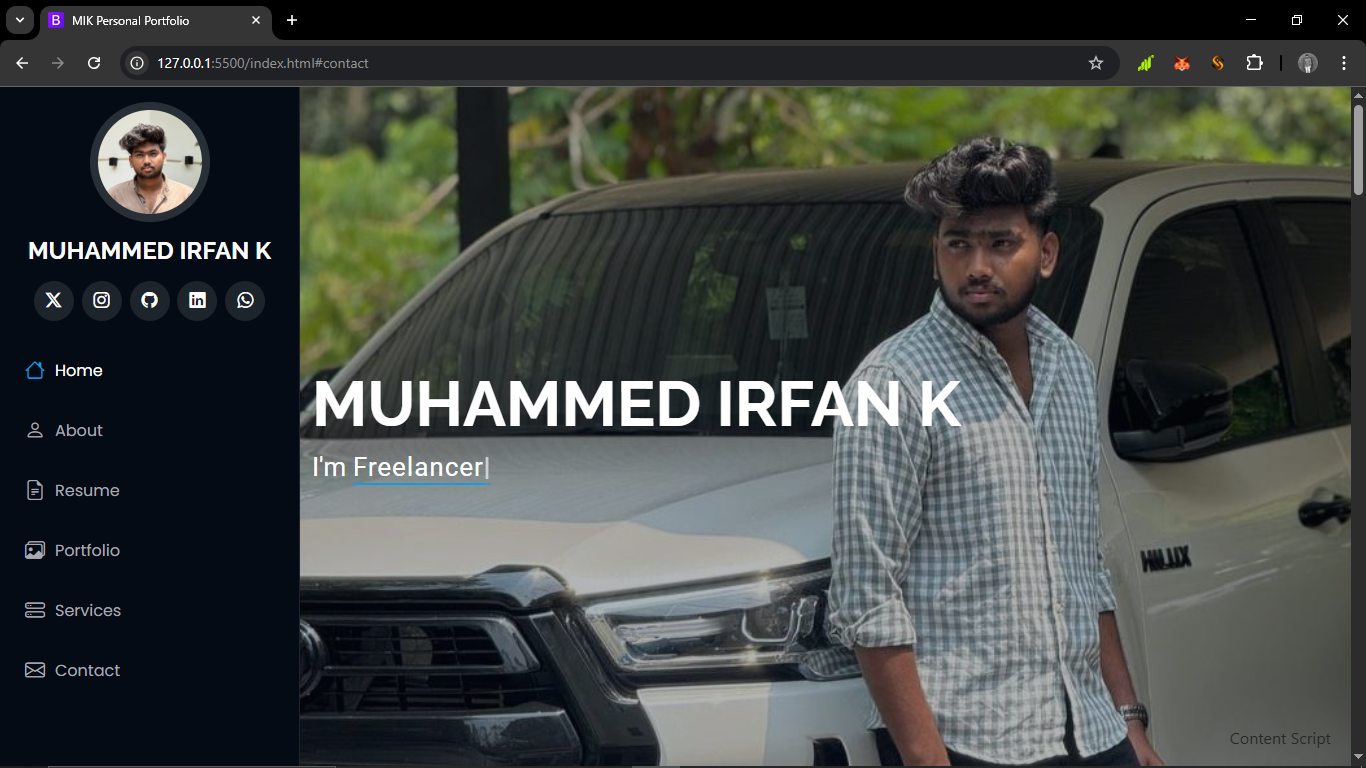 B MIK Personal Portfolio
127.0.0.1:5500/index.html#contact
MUHAMMED IRFAN K
Home
About
Resume
Portfolio
Services
Contact
MUHAMMED IRFAN K
I'm Freelancer|
HILUX
Content Script